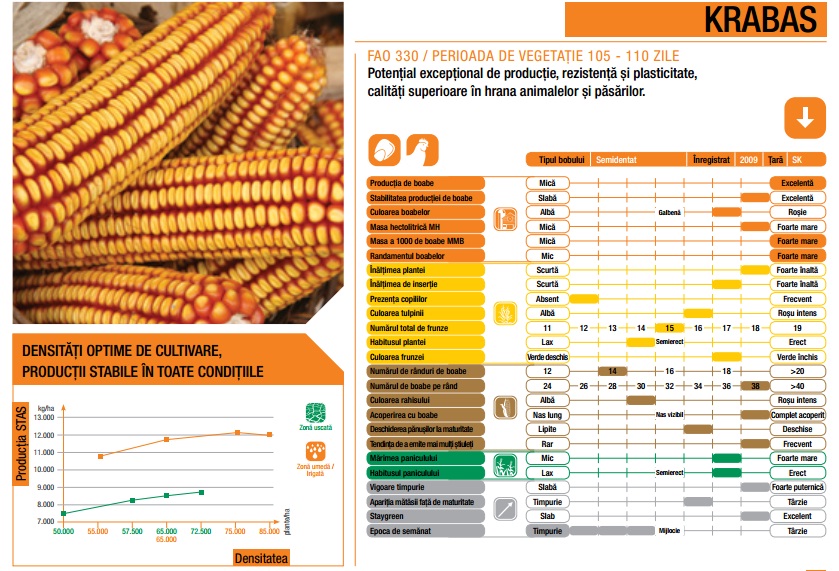 KRABAS
FAO 330 / PERIOADA DE VEGETAȚIE 105 - 110 ZILE
Potențial excepțional de producție, rezistență și plasticitate,
calități superioare în hrana animalelor și păsărilor.
Tipul bobului Semidentat Înregistrat 2009 Țară SK
Producția de boabe Mică Excelentă
Stabilitatea producției de boabe Slabă Excelentă
Culoarea boabelor Albă Galbenă Roșie
Masa hectolitrică MH Mică Foarte mare
Masa a 1000 de boabe MMB Mică Foarte mare
Randamentul boabelor Mic Foarte mare
Înălțimea plantei Scurtă Foarte înaltă
Înălțimea de inserție Scurtă Foarte înaltă
Prezența copililor Absent Frecvent
Culoarea tulpinii Albă Roșu intens
Numărul total de frunze 11 12 13 14 15 16 17 18 19
Habitusul plantei Lax Semierect Erect
Culoarea frunzei Verde deschis Verde închis
Numărul de rânduri de boabe 12 14 16 18 >20
Numărul de boabe pe rând 24 26 28 30 32 34 36 38 >40
Culoarea rahisului Albă Roșu intens
Acoperirea cu boabe Nas lung Nas vizibil Complet acoperit
Deschiderea pănușilor la maturitate Lipite Deschise
Tendința de a emite mai mulți știuleți Rar Frecvent
Mărimea paniculului Mic Foarte mare
Habitusul paniculului Lax Semierect Erect
Vigoare timpurie Slabă Foarte puternică
Apariția mătăsii față de maturitate Timpurie Târzie
Staygreen Slab Excelent
Epoca de semănat Timpurie Mijlocie Târzie
DENSITĂȚI OPTIME DE CULTIVARE,
PRODUCȚII STABILE ÎN TOATE CONDIȚIILE
Producția STAS
kg/ha
13.000
12.000
11.000
10.000
9.000
8.000
7.000
50.000 55.000 57.500 65.000 72.500 75.000 85.000
65.000
plante/ha
Densitatea
Zonă uscată
Zonă umedă /
Irigată